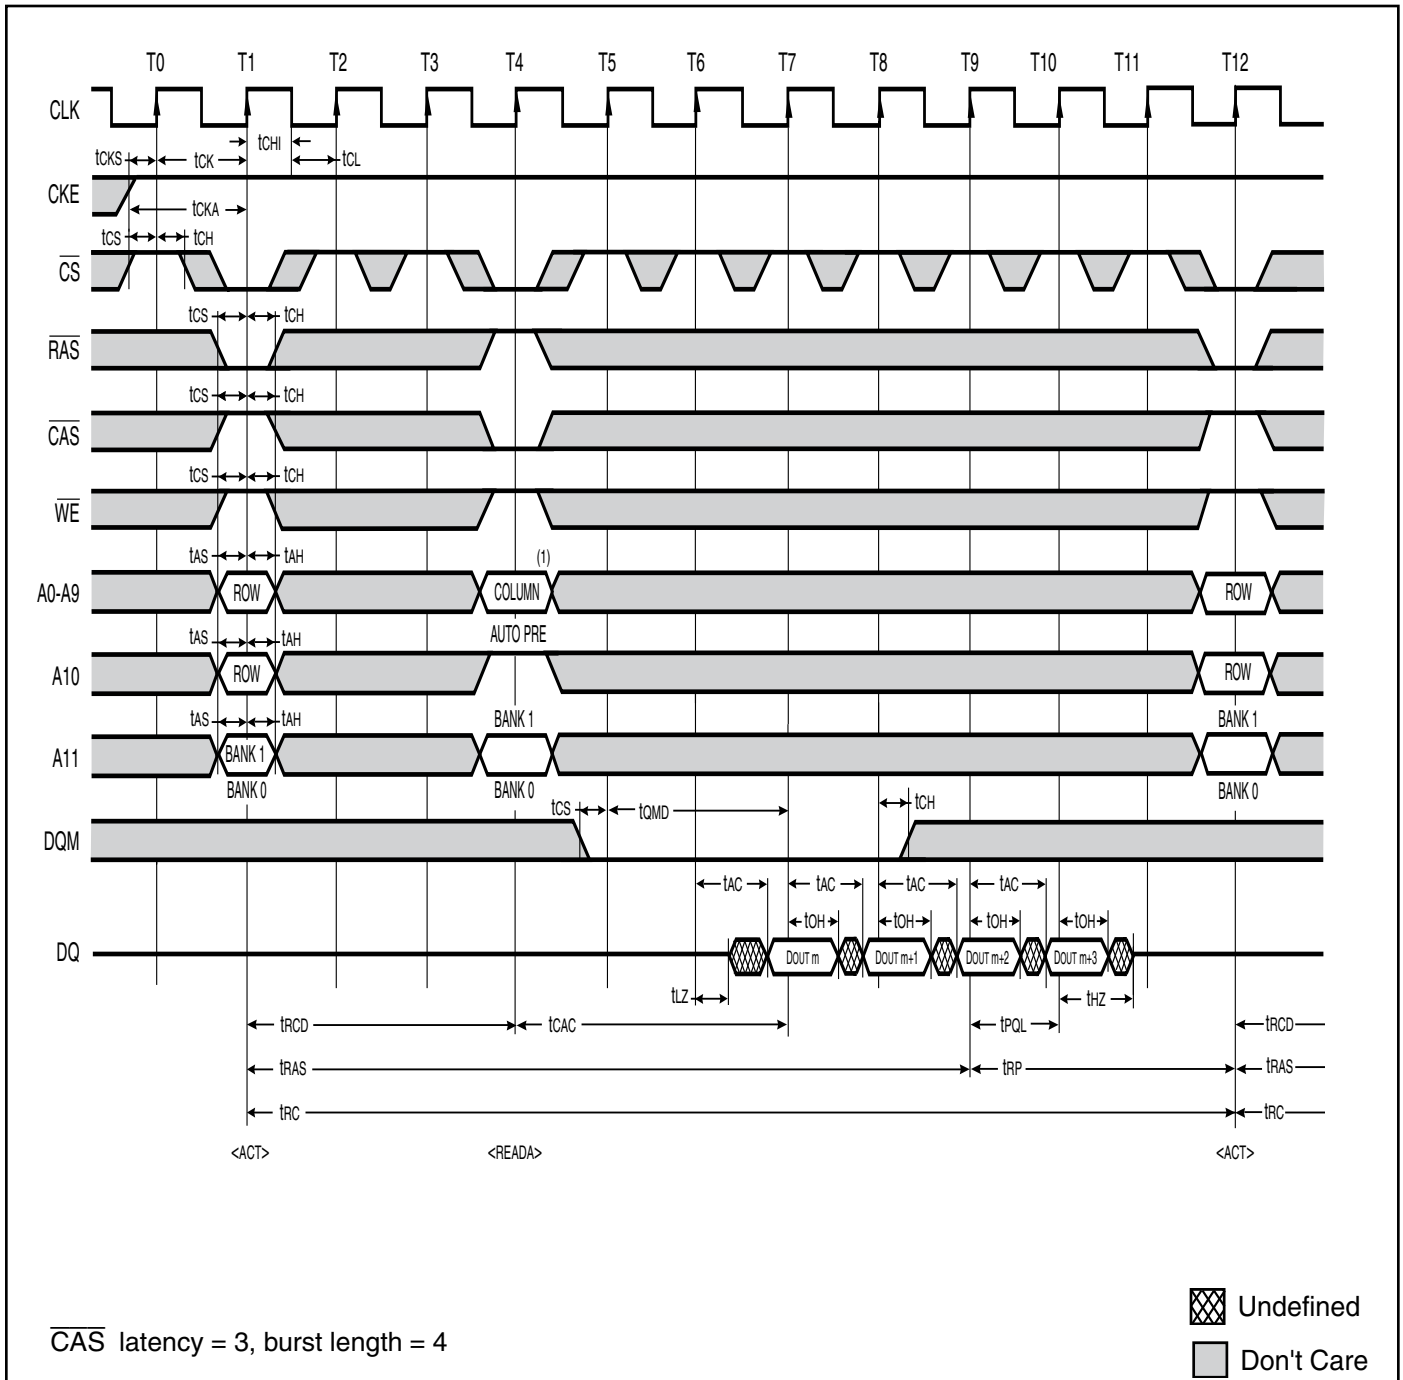 T0 T1 T2 T3 T4 T5 T6 T7 T8 T9 T10 T11 T12
CLK
tCHI
tCKS tCK tCL
CKE
tCKA
tCS tCH
CS
tCS tCH
RAS
tCS tCH
CAS
tCS tCH
WE
tAS tAH (1)
A0-A9 ROW COLUMN ROW
tAS tAH AUTO PRE
A10 ROW ROW
tAS tAH BANK 1 BANK 1
A11 BANK 1
BANK 0 BANK 0 BANK 0
tCS tQMD tCH
DQM
tAC tAC tAC tAC
tOH tOH tOH tOH
DQ DOUT m DOUT m+1 DOUT m+2 DOUT m+3
tLZ tHZ
tRCD tCAC tPQL tRCD
tRAS tRP tRAS
tRC tRC
<ACT> <READA> <ACT>
Undefined
CAS latency = 3, burst length = 4
Don't Care